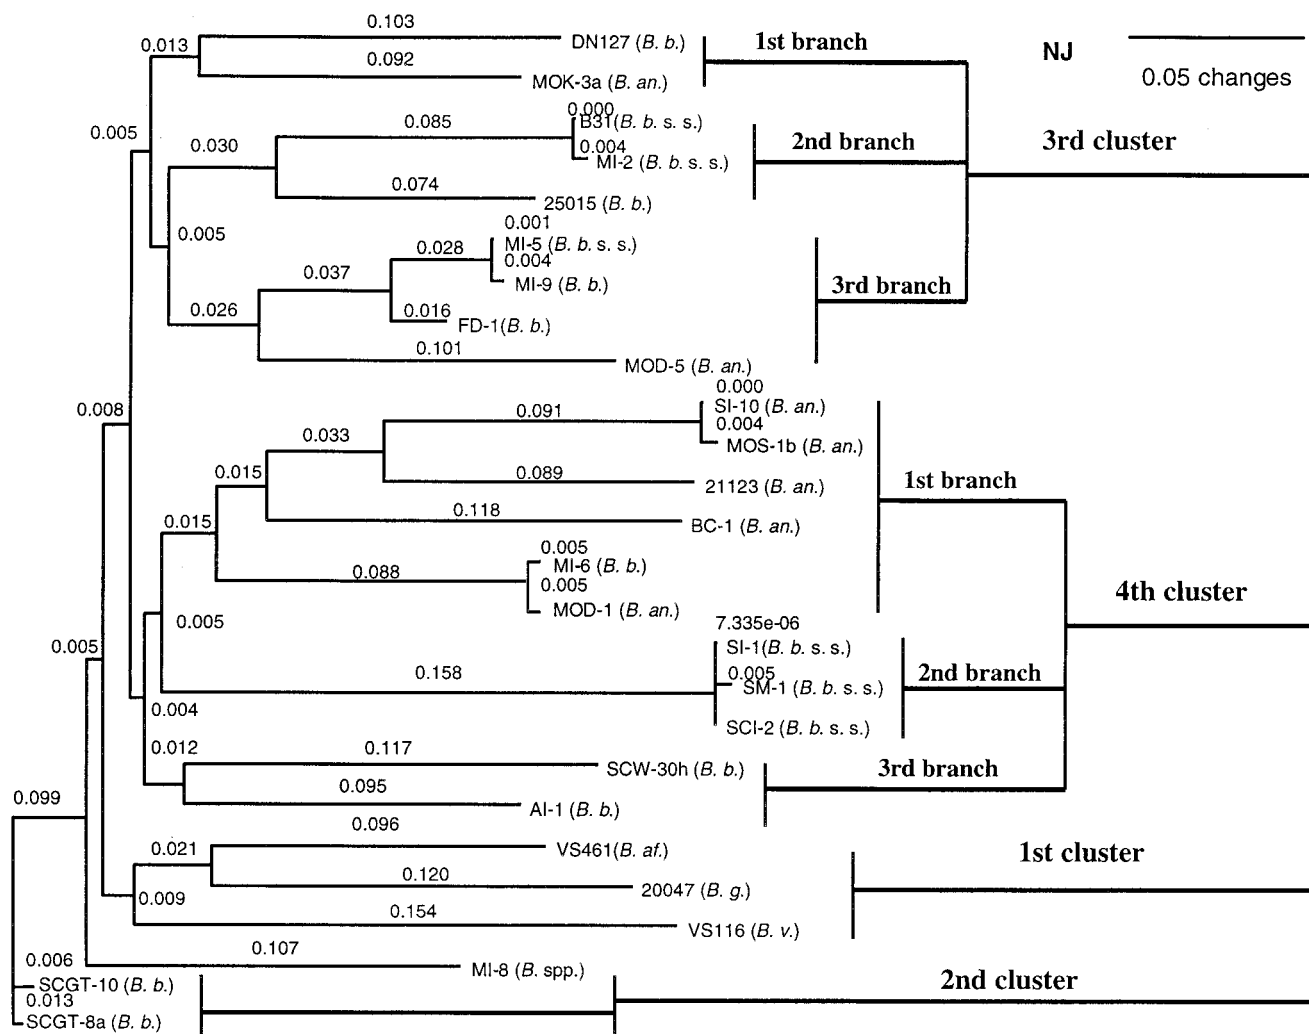 0.103
0.013
DN127 (B. b.)
1st branch
NJ
0.092
MOK-3a (B. an.)
0.05 changes
0.000
B31(B. b. s. s.)
0.085
0.005
0.004
MI-2 (B. b. s. s.)
2nd branch
3rd cluster
0.030
0.074
25015 (B. b.)
0.001
0.005
MI-5 (B. b. s. s.)
0.028
0.004
0.037
MI-9 (B. b.)
3rd branch
0.026
0.016
FD-1(B. b.)
0.101
MOD-5 (B. an.)
0.000
0.008
SI-10 (B. an.)
0.091
0.004
0.033
MOS-1b (B. an.)
0.015
0.089
21123 (B. an.)
1st branch
0.118
0.015
BC-1 (B. an.)
0.005
MI-6 (B. b.)
0.088
0.005
4th cluster
MOD-1 (B. an.)
0.005
7.335e-06
0.005
SI-1(B. b. s. s.)
0.158
0.005
2nd branch
SM-1 (B. b. s. s.)
0.004
SCI-2 (B. b. s. s.)
0.012
0.117
SCW-30h (B. b.)
3rd branch
0.095
0.099
AI-1 (B. b.)
0.096
0.021
VS461(B. af.)
1st cluster
0.120
20047 (B. g.)
0.009
0.154
VS116 (B. v.)
0.107
0.006
MI-8 (B. spp.)
2nd cluster
SCGT-10 (B. b.)
0.013
SCGT-8a (B. b.)